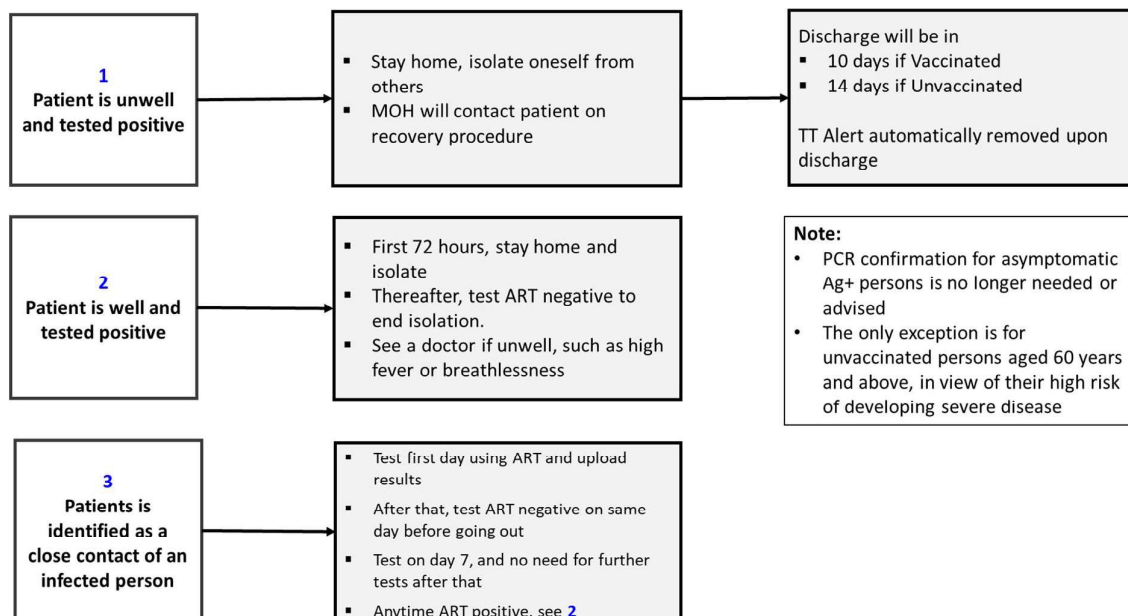 1
Patient is unwell
and tested positive
▪ Stay home, isolate oneself from
others
▪ MOH will contact patient on
recovery procedure
Discharge will be in
▪ 10 days if Vaccinated
▪ 14 days if Unvaccinated
TT Alert automatically removed upon
discharge
2
Patient is well and
tested positive
▪ First 72 hours, stay home and
isolate
▪ Thereafter, test ART negative to
end isolation.
▪ See a doctor if unwell, such as high
fever or breathlessness
Note:
• PCR confirmation for asymptomatic
Ag+ persons is no longer needed or
advised
• The only exception is for
unvaccinated persons aged 60 years
and above, in view of their high risk
of developing severe disease
3
Patients is
identified as a
close contact of an
infected person
▪ Test first day using ART and upload
results
▪ After that, test ART negative on same
day before going out
▪ Test on day 7, and no need for further
tests after that
▪ Anytime ART positive, see 2